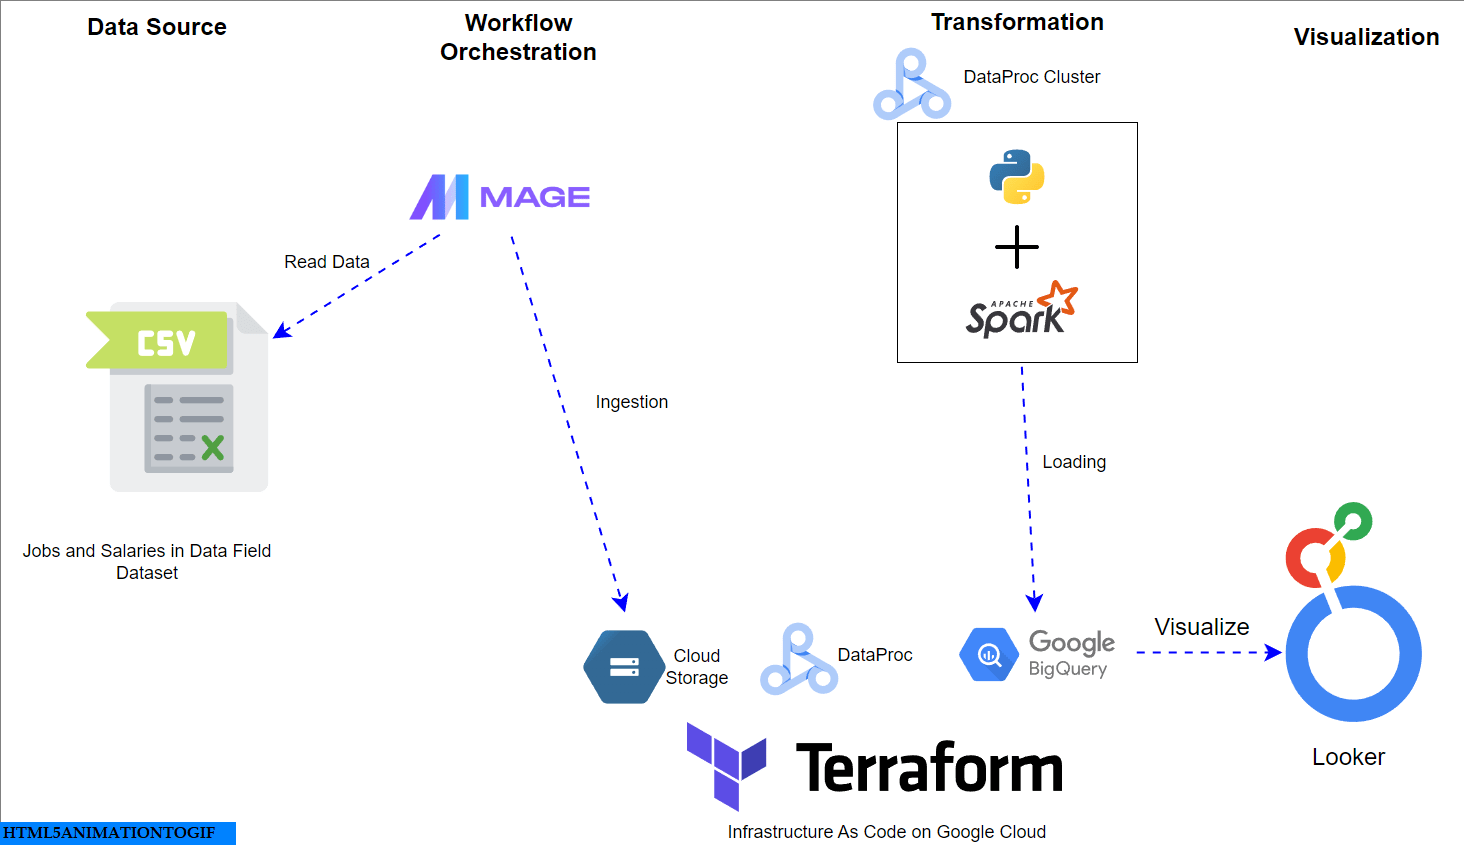 Data Source
Workflow
Orchestration
Transformation
Visualization
DataProc Cluster
MAGE
Read Data
CSV
APACHE
Spark
Ingestion
Loading
Jobs and Salaries in Data Field
Dataset
Cloud
Storage
DataProc
Google
BigQuery
Visualize
Looker
Terraform
Infrastructure As Code on Google Cloud
HTML5ANIMATIONTOGIF